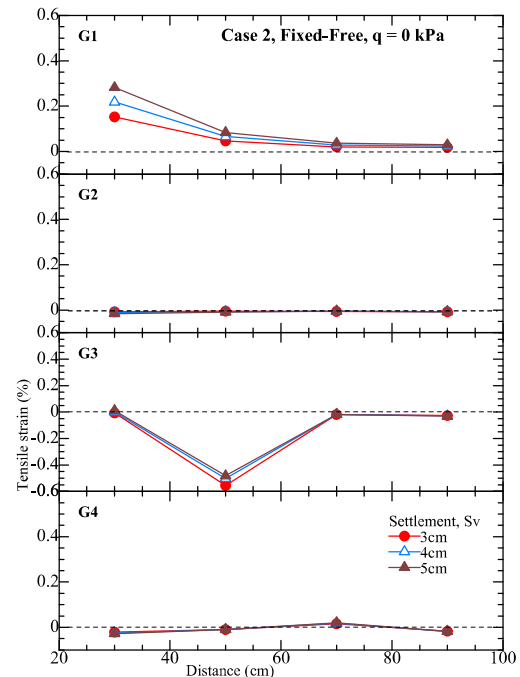 0.6
G1
Case 2, Fixed-Free, q = 0 kPa
0.4
0.2
0
0.6
G2
0.4
0.2
0
0.6
G3
0.4
0.2
0
-0.2
-0.4
-0.6
Tensile strain (%)
G4
0.4
0.2
0
Settlement, Sv
3cm
4cm
5cm
20 40 60 80 100
Distance (cm)